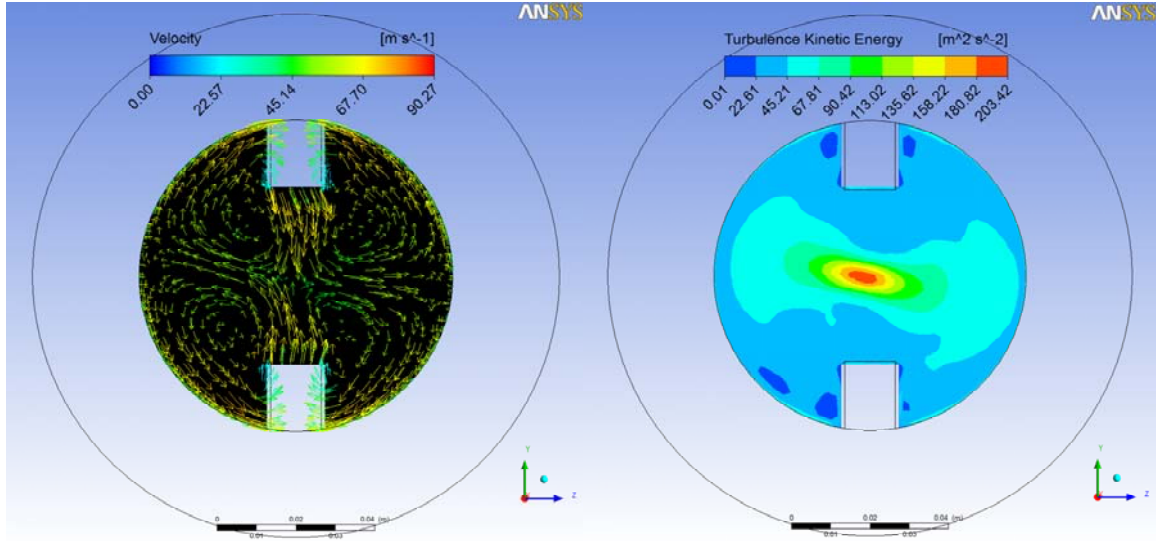 ANSYS
Velocity [m s^-1]
0.00 22.57 45.14 67.70 90.27
Y
Z
0 0.02 0.04 (m)
0.01 0.03
ANSYS
Turbulence Kinetic Energy [m^2 s^-2]
0.01 22.61 45.21 67.81 90.42 113.02 135.62 158.22 180.82 203.42
Y
Z
0 0.02 0.04 (m)
0.01 0.03